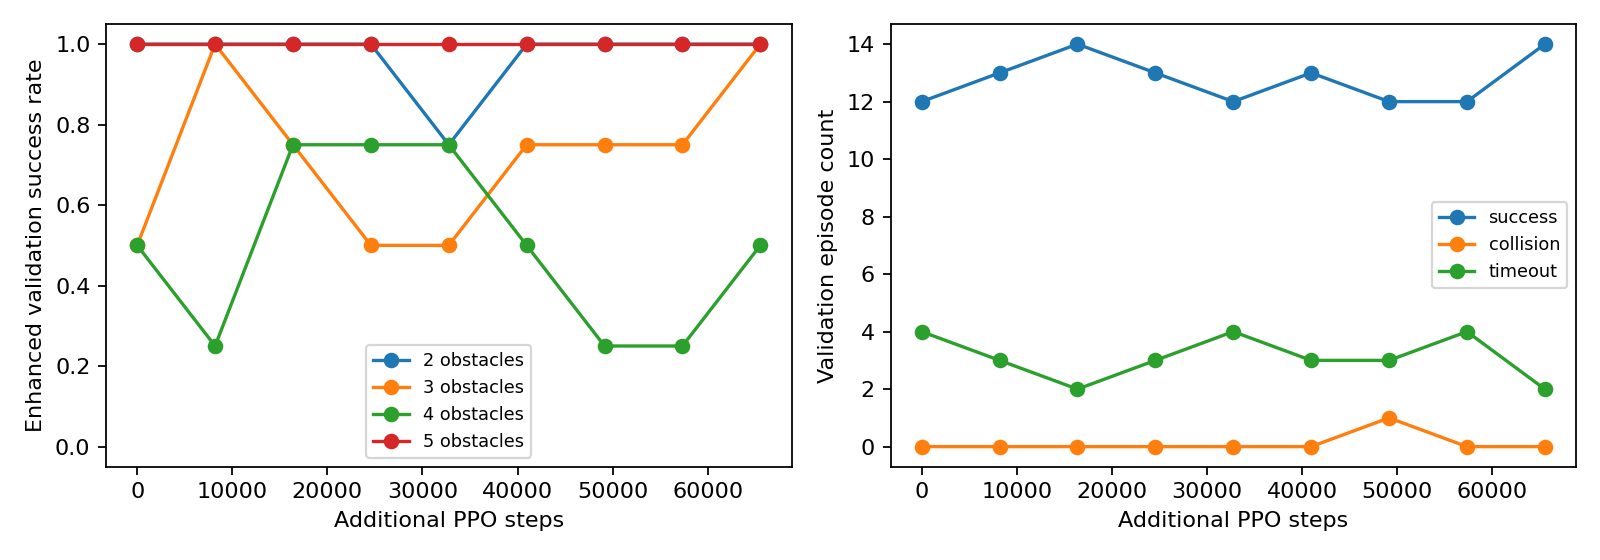 Enhanced validation success rate
1.0
0.8
0.6
0.4
0.2
0.0
2 obstacles
3 obstacles
4 obstacles
5 obstacles
0 10000 20000 30000 40000 50000 60000
Additional PPO steps
Validation episode count
14
12
10
8
6
4
2
0
success
collision
timeout
0 10000 20000 30000 40000 50000 60000
Additional PPO steps